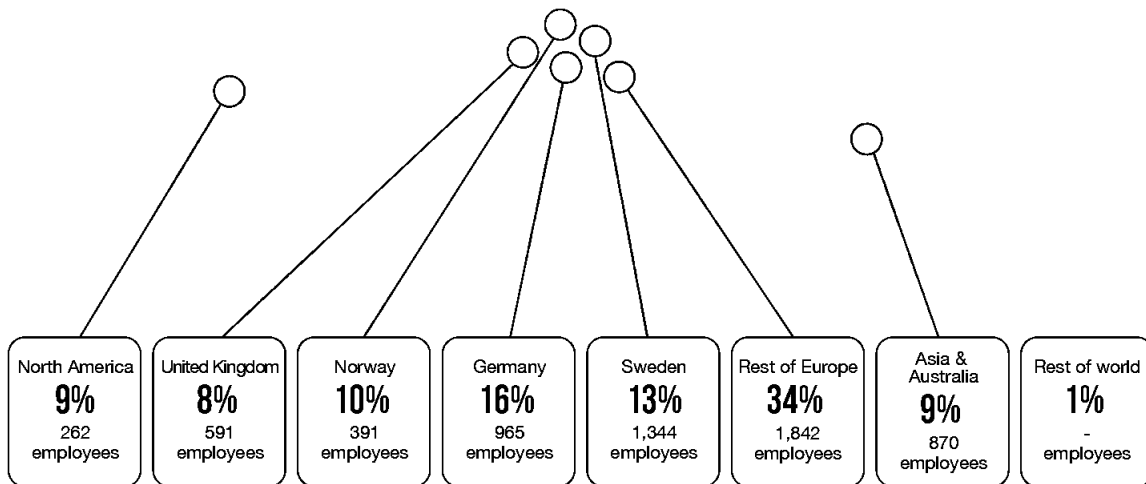 North America
9%
262
employees
United Kingdom
8%
591
employees
Norway
10%
391
employees
Germany
16%
965
employees
Sweden
13%
1,344
employees
Rest of Europe
34%
1,842
employees
Asia &
Australia
9%
870
employees
Rest of world
1%
-
employees